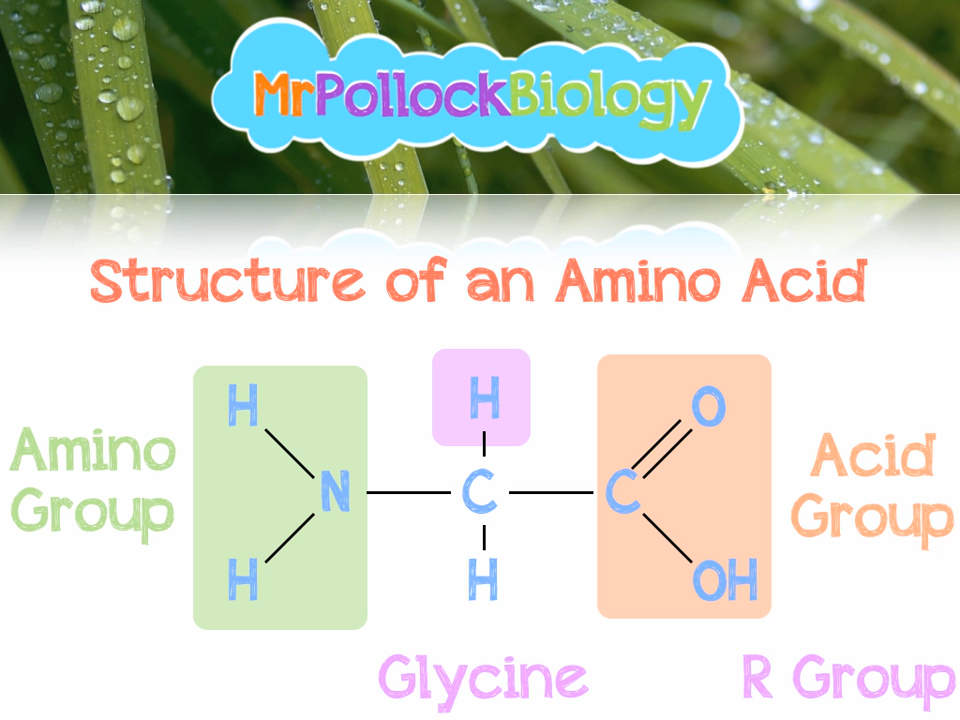 MrPollockBiology
Structure of an Amino Acid
H
H
O
Amino
Group
N
C
C
Acid
Group
H
H
OH
Glycine
R Group